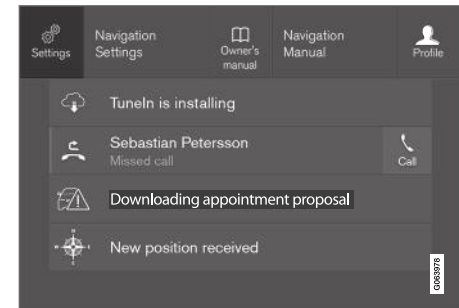 Settings
Navigation
Settings
Owner's
manual
Navigation
Manual
Profile
TuneIn is installing
Sebastian Petersson
Missed call
Call
Downloading appointment proposal
New position received
G063978